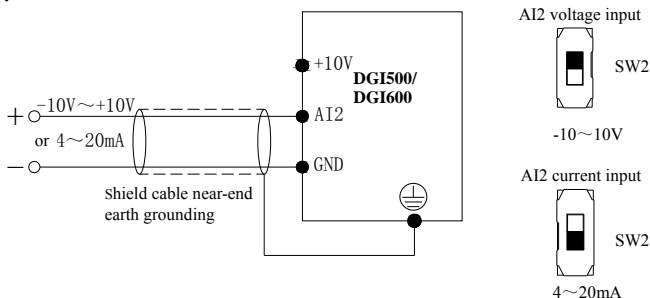 AI2 voltage input
+10V
DGI500/
DGI600
SW2
+
-10V～+10V
AI2
or 4～20mA
-10～10V
−
GND
AI2 current input
Shield cable near-end
earth grounding
SW2
4～20mA